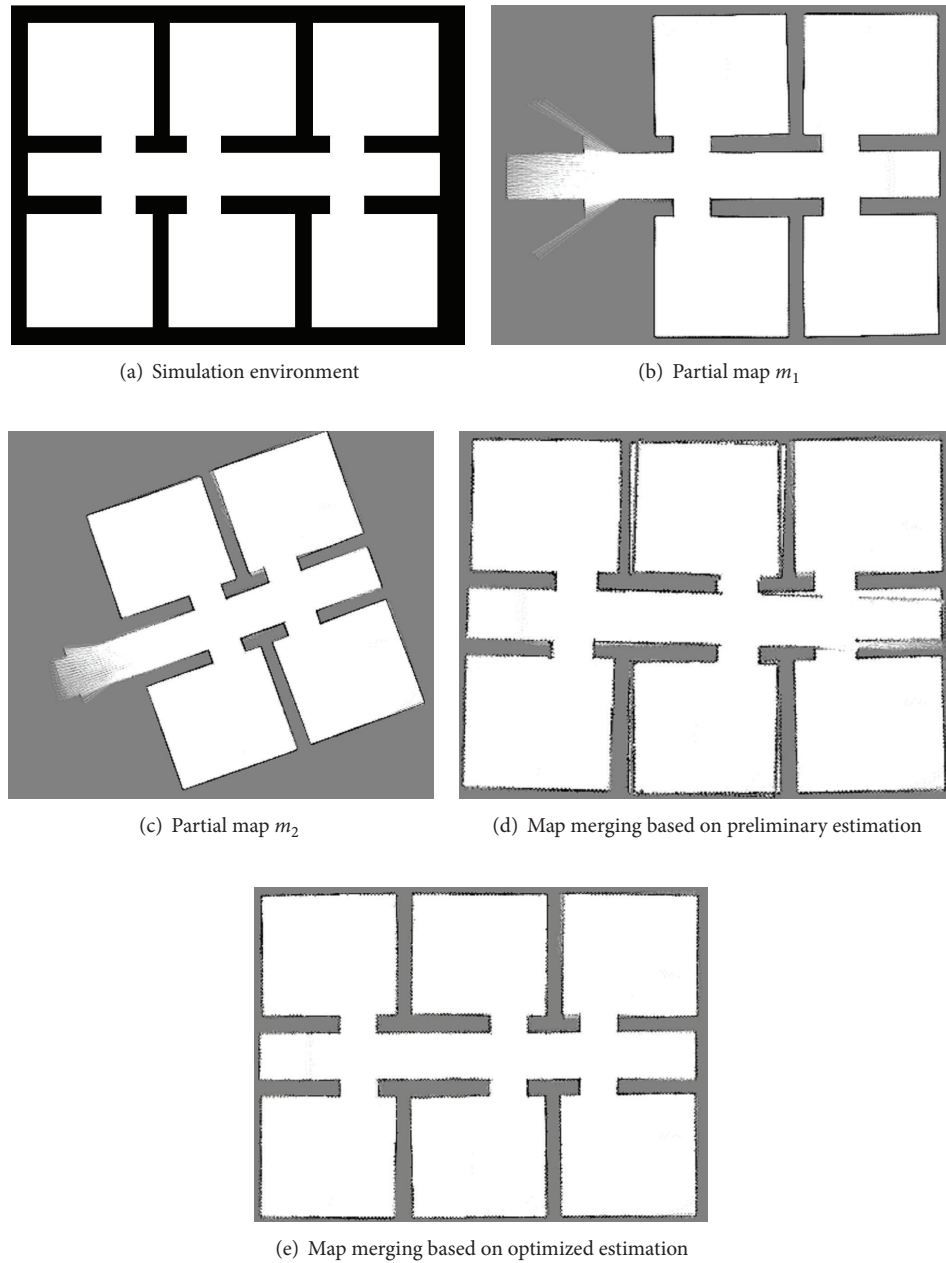 (a) Simulation environment
(b) Partial map m₁
(c) Partial map m₂
(d) Map merging based on preliminary estimation
(e) Map merging based on optimized estimation